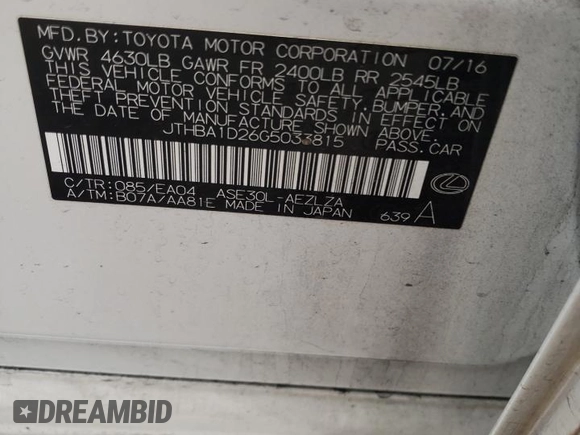 MFD. BY: TOYOTA MOTOR CORPORATION 07/16
GVWR 4630LB GAWR FR 2400LB RR 2545LB
THIS VEHICLE CONFORMS TO ALL APPLICABLE
FEDERAL MOTOR VEHICLE SAFETY, BUMPER, AND
THEFT PREVENTION STANDARDS IN EFFECT ON
THE DATE OF MANUFACTURE SHOWN ABOVE.
JTHBA1D26G5033815 PASS. CAR
C/TR: 085/EA04 ASE30L-AEZLZA
A/TM: B07A/AA81E MADE IN JAPAN
639 A
DREAMBID